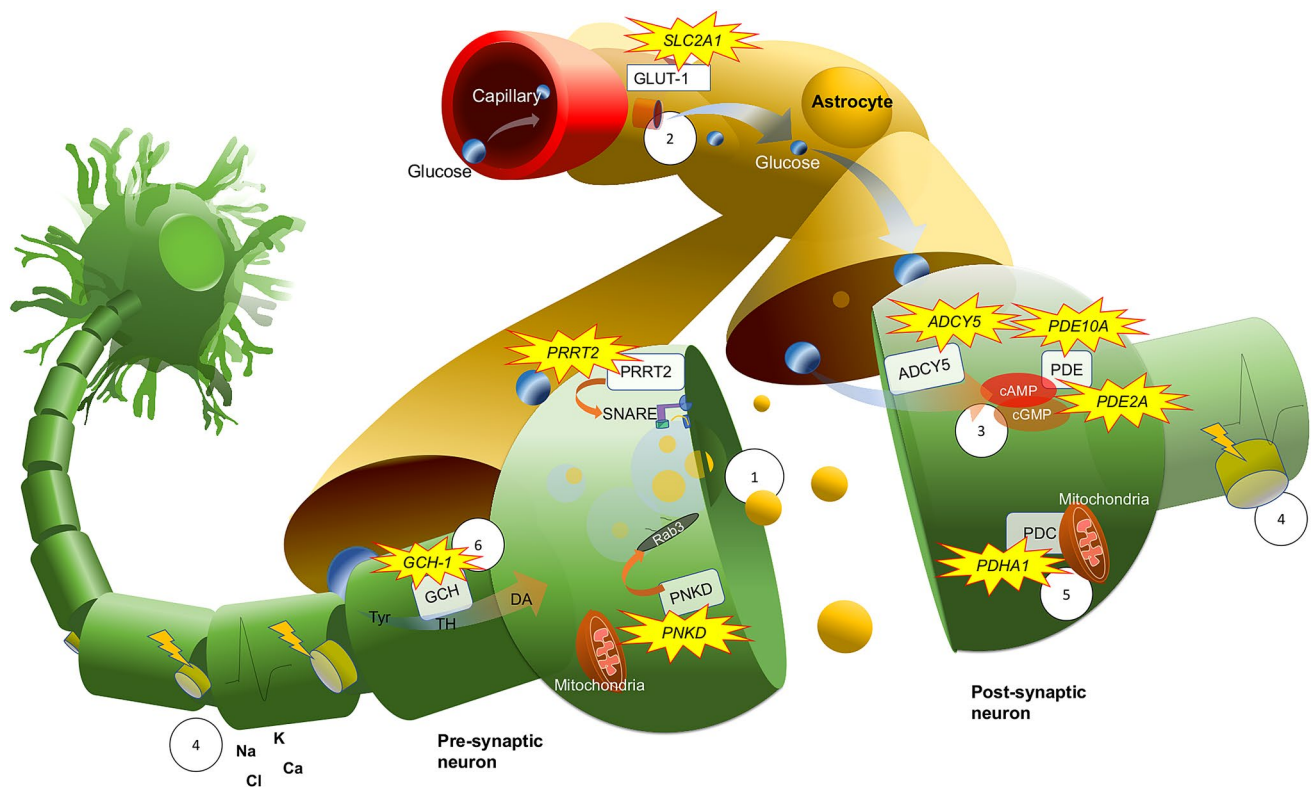 SLC2A1
GLUT-1
Capillary
Astrocyte
2
Glucose
Glucose
PRRT2
PRRT2
SNARE
ADCY5
PDE10A
ADCY5
PDE
cAMP
cGMP
PDE2A
3
1
Rab3
6
GCH-1
GCH
Tyr
TH
DA
PNKD
PNKD
Mitochondria
Mitochondria
PDC
PDHA1
5
4
4
Na
K
Cl
Ca
Pre-synaptic
neuron
Post-synaptic
neuron